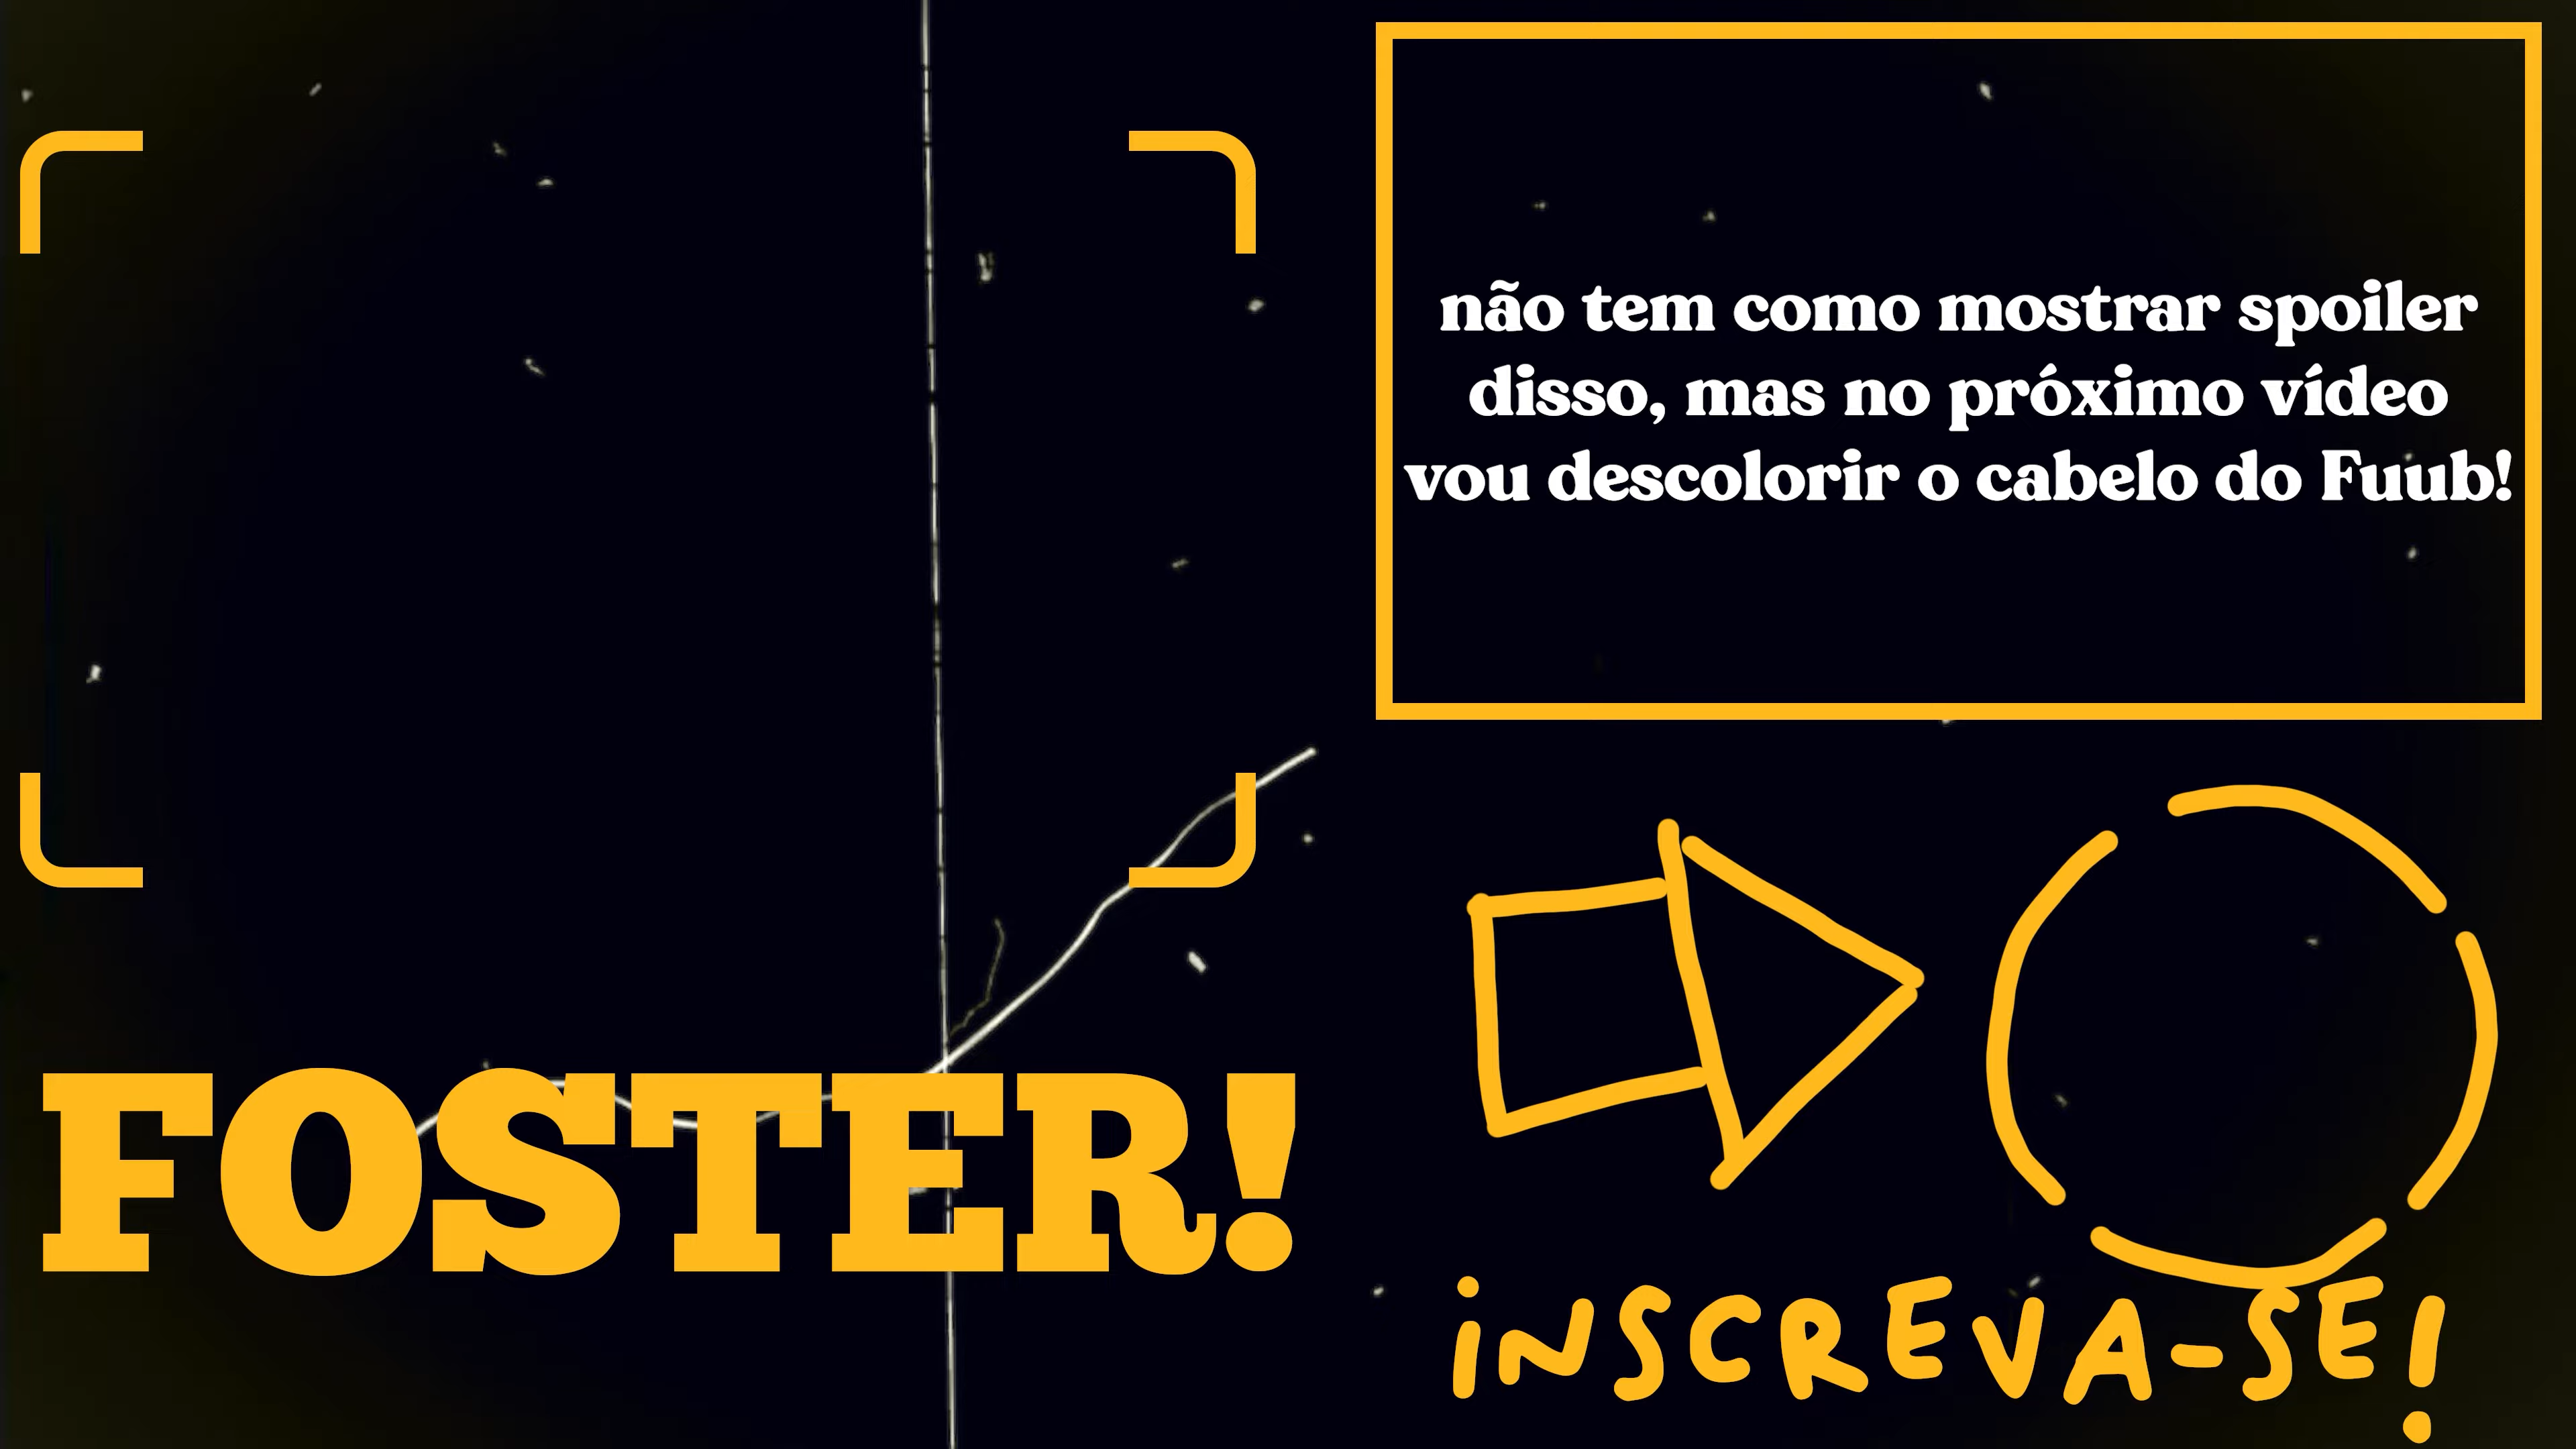 não tem como mostrar spoiler
disso, mas no próximo vídeo
vou descolorir o cabelo do Fuub!
FOSTER!
iNSCREVA-SE!